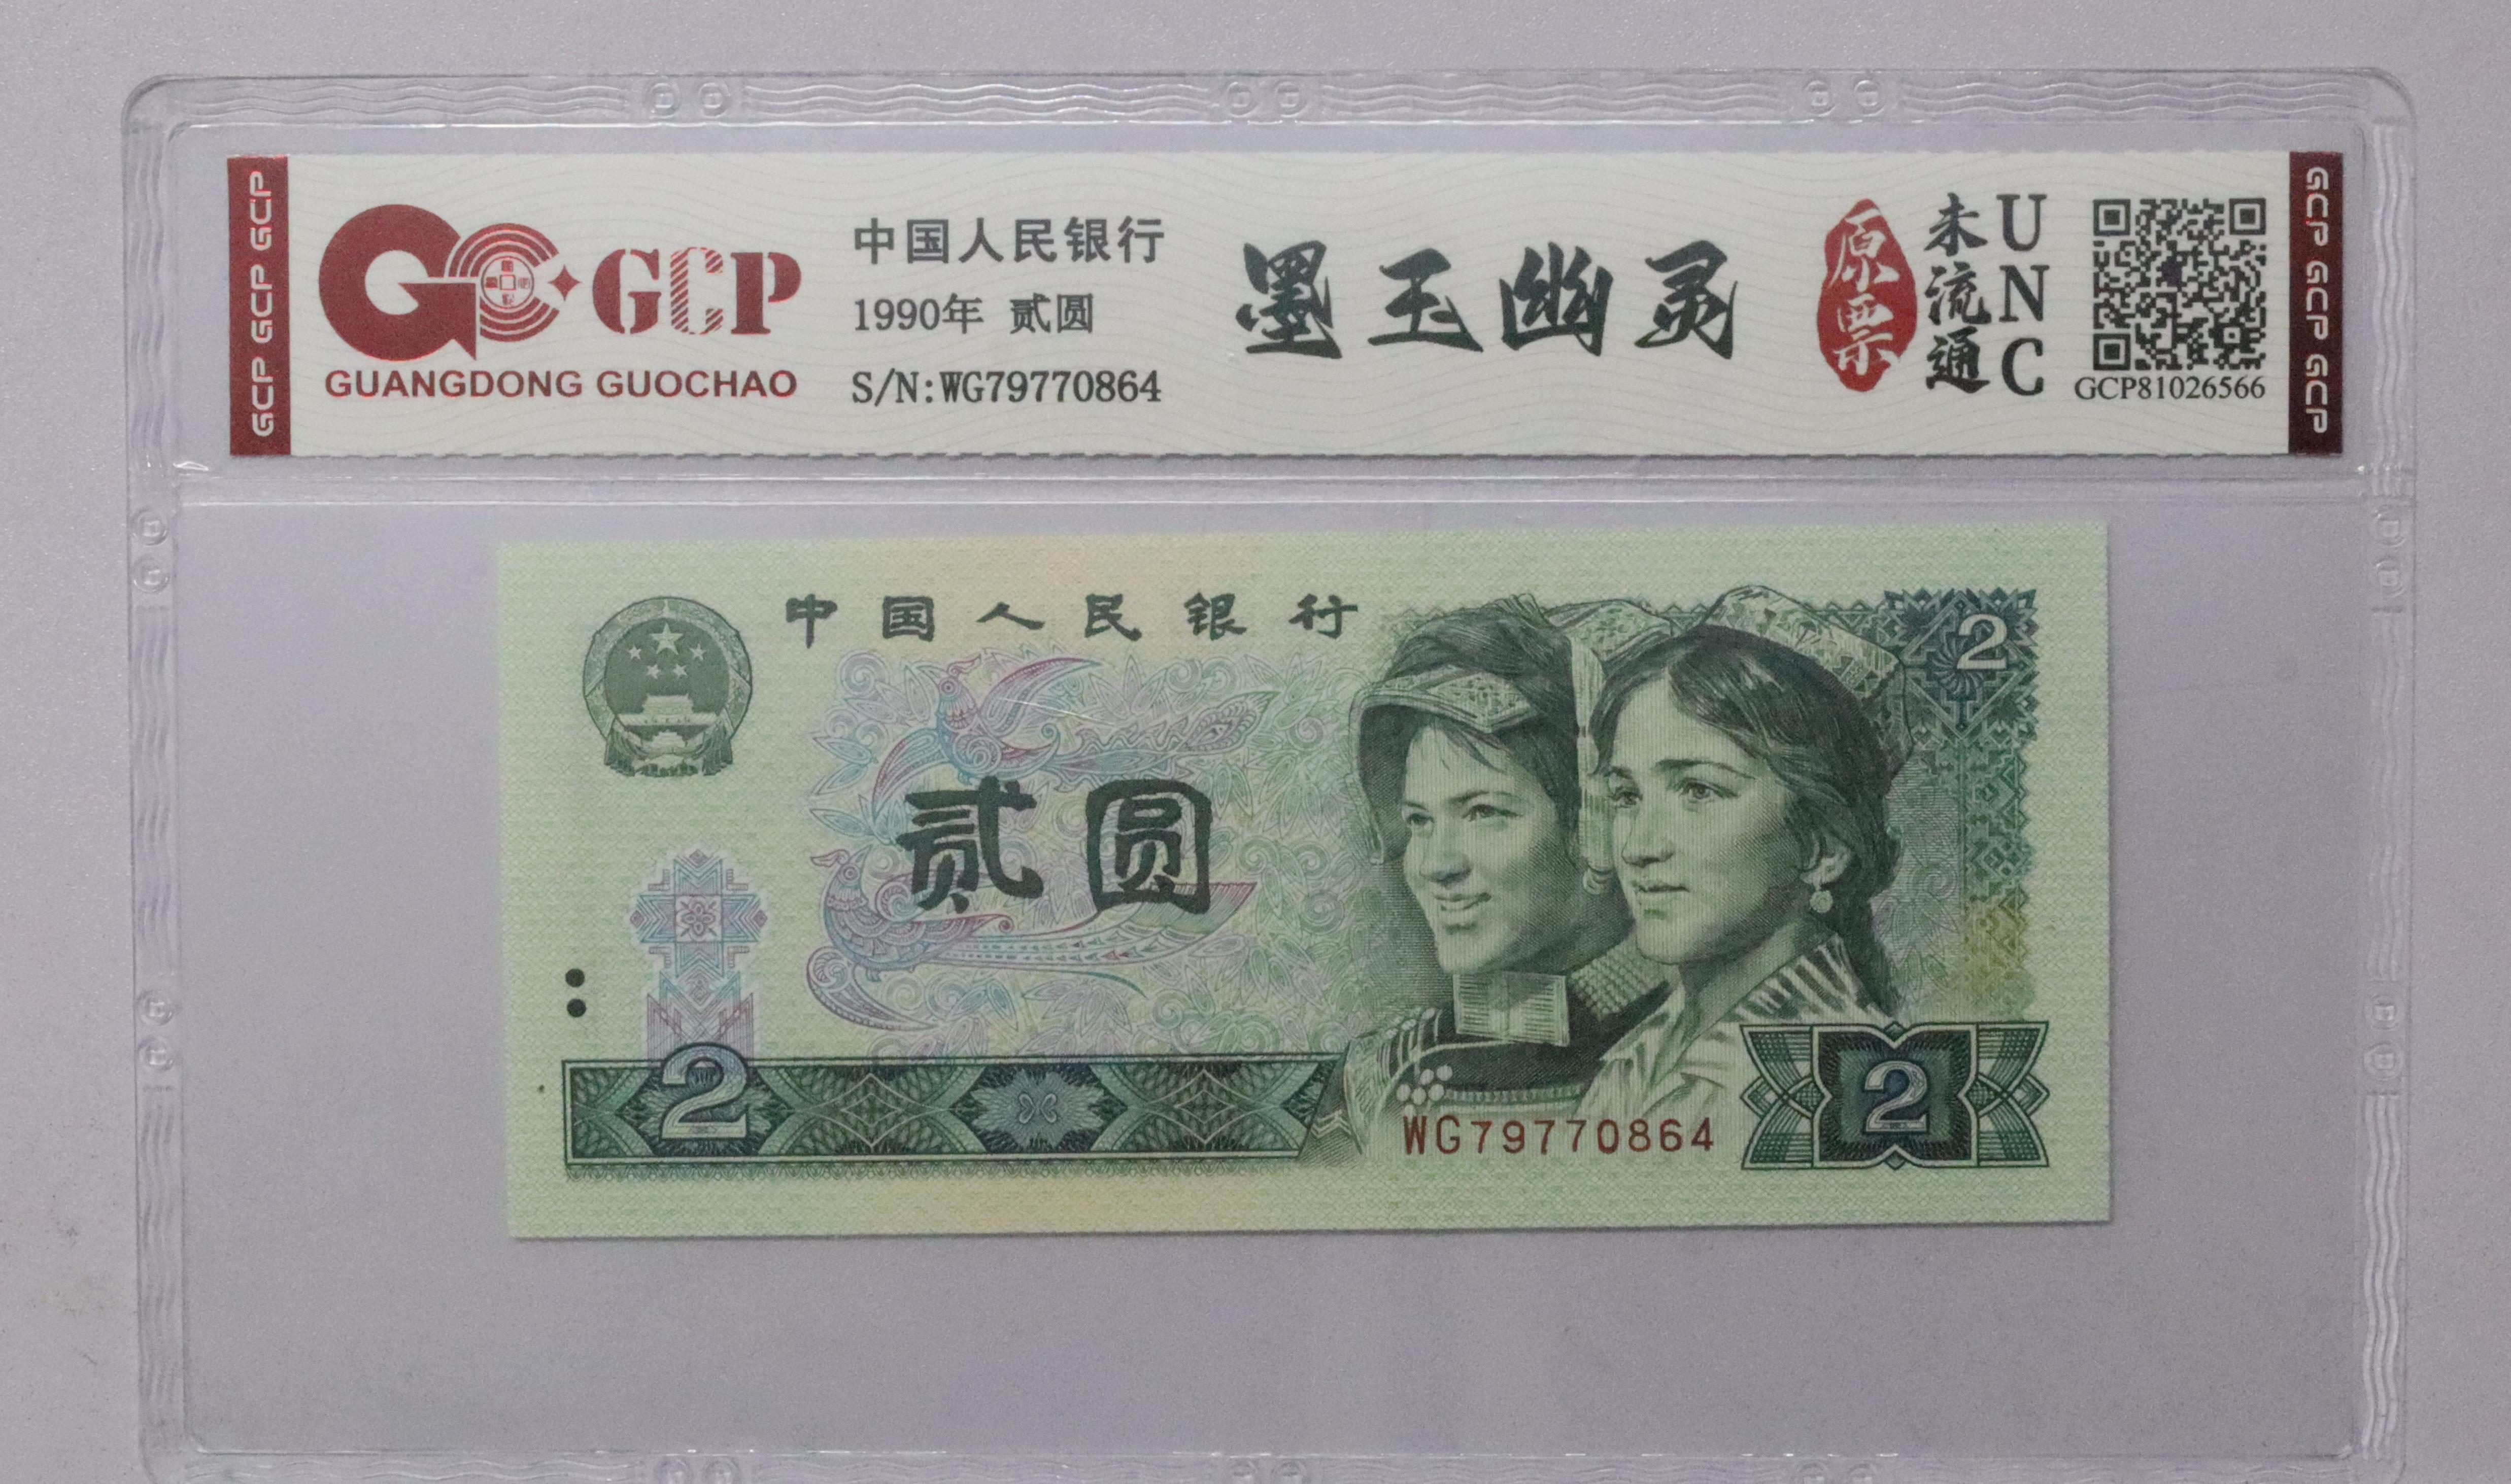 GCP GCP GCP
GCP
GUANGDONG GUOCHAO
中国人民银行
1990年 贰圆
S/N:WG79770864
墨玉幽灵
原票
未流通
UNC
GCP81026566
GCP GCP GCP
中国人民银行
2
贰圆
2
2
WG79770864